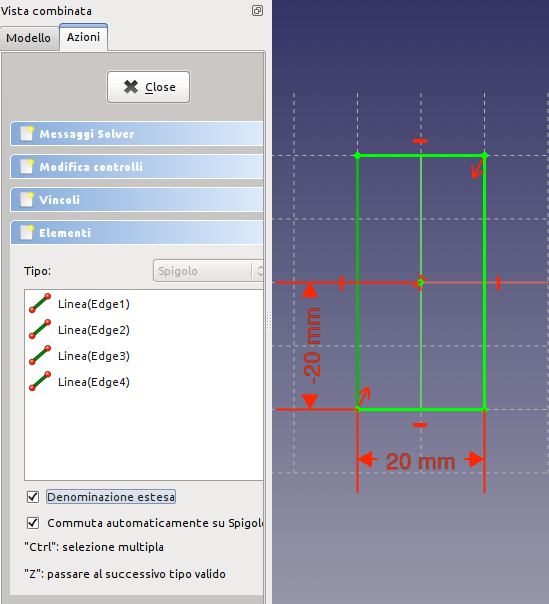 Vista combinata
Modello
Azioni
Close
Messaggi Solver
Modifica controlli
Vincoli
Elementi
Tipo:
Spigolo
Linea(Edge1)
Linea(Edge2)
Linea(Edge3)
Linea(Edge4)
Denominazione estesa
Commuta automaticamente su Spigol
"Ctrl": selezione multipla
"Z": passare al successivo tipo valido
-20 mm
20 mm